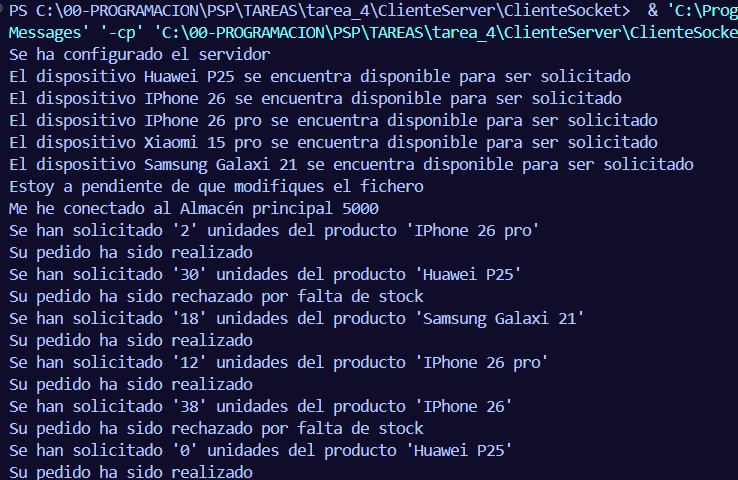 PS C:\00-PROGRAMACION\PSP\TAREAS\tarea_4\ClienteServer\ClienteSocket>  & 'C:\Prog
Messages' '-cp' 'C:\00-PROGRAMACION\PSP\TAREAS\tarea_4\ClienteServer\ClienteSocke
Se ha configurado el servidor
El dispositivo Huawei P25 se encuentra disponible para ser solicitado
El dispositivo IPhone 26 se encuentra disponible para ser solicitado
El dispositivo IPhone 26 pro se encuentra disponible para ser solicitado
El dispositivo Xiaomi 15 pro se encuentra disponible para ser solicitado
El dispositivo Samsung Galaxi 21 se encuentra disponible para ser solicitado
Estoy a pendiente de que modifiques el fichero
Me he conectado al Almacén principal 5000
Se han solicitado '2' unidades del producto 'IPhone 26 pro'
Su pedido ha sido realizado
Se han solicitado '30' unidades del producto 'Huawei P25'
Su pedido ha sido rechazado por falta de stock
Se han solicitado '18' unidades del producto 'Samsung Galaxi 21'
Su pedido ha sido realizado
Se han solicitado '12' unidades del producto 'IPhone 26 pro'
Su pedido ha sido realizado
Se han solicitado '38' unidades del producto 'IPhone 26'
Su pedido ha sido rechazado por falta de stock
Se han solicitado '0' unidades del producto 'Huawei P25'
Su pedido ha sido realizado